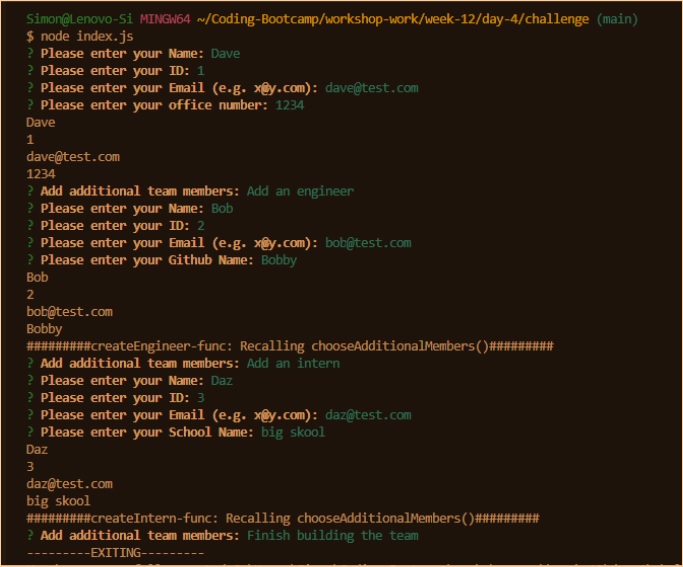 Simon@Lenovo-Si MINGW64 ~/Coding-Bootcamp/workshop-work/week-12/day-4/challenge (main)
$ node index.js
? Please enter your Name: Dave
? Please enter your ID: 1
? Please enter your Email (e.g. x@y.com): dave@test.com
? Please enter your office number: 1234
Dave
1
dave@test.com
1234
? Add additional team members: Add an engineer
? Please enter your Name: Bob
? Please enter your ID: 2
? Please enter your Email (e.g. x@y.com): bob@test.com
? Please enter your Github Name: Bobby
Bob
2
bob@test.com
Bobby
#########createEngineer-func: Recalling chooseAdditionalMembers()#########
? Add additional team members: Add an intern
? Please enter your Name: Daz
? Please enter your ID: 3
? Please enter your Email (e.g. x@y.com): daz@test.com
? Please enter your School Name: big skool
Daz
3
daz@test.com
big skool
#########createIntern-func: Recalling chooseAdditionalMembers()#########
? Add additional team members: Finish building the team
---------EXITING---------